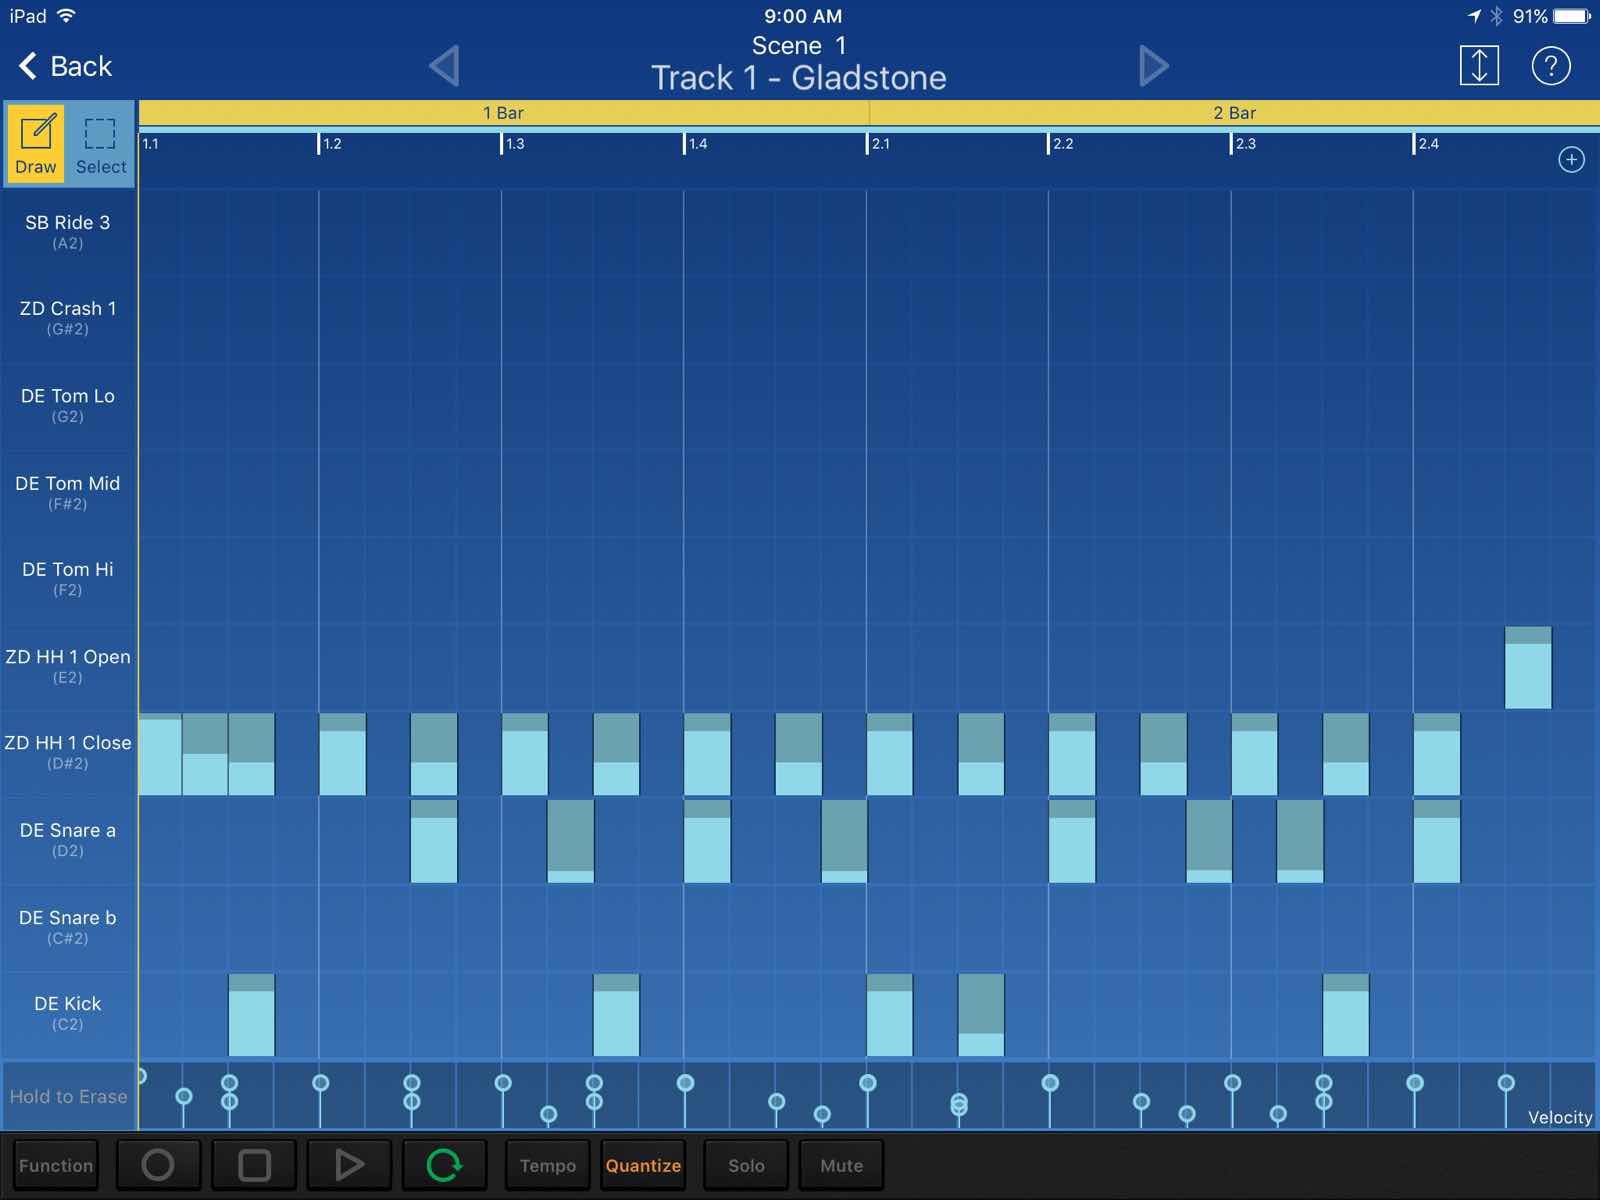 iPad
9:00 AM
91%
Back
Scene 1
Track 1 - Gladstone
?
1 Bar
2 Bar
Draw
Select
1.1
1.2
1.3
1.4
2.1
2.2
2.3
2.4
SB Ride 3
(A2)
ZD Crash 1
(G#2)
DE Tom Lo
(G2)
DE Tom Mid
(F#2)
DE Tom Hi
(F2)
ZD HH 1 Open
(E2)
ZD HH 1 Close
(D#2)
DE Snare a
(D2)
DE Snare b
(C#2)
DE Kick
(C2)
Hold to Erase
Velocity
Function
Tempo
Quantize
Solo
Mute